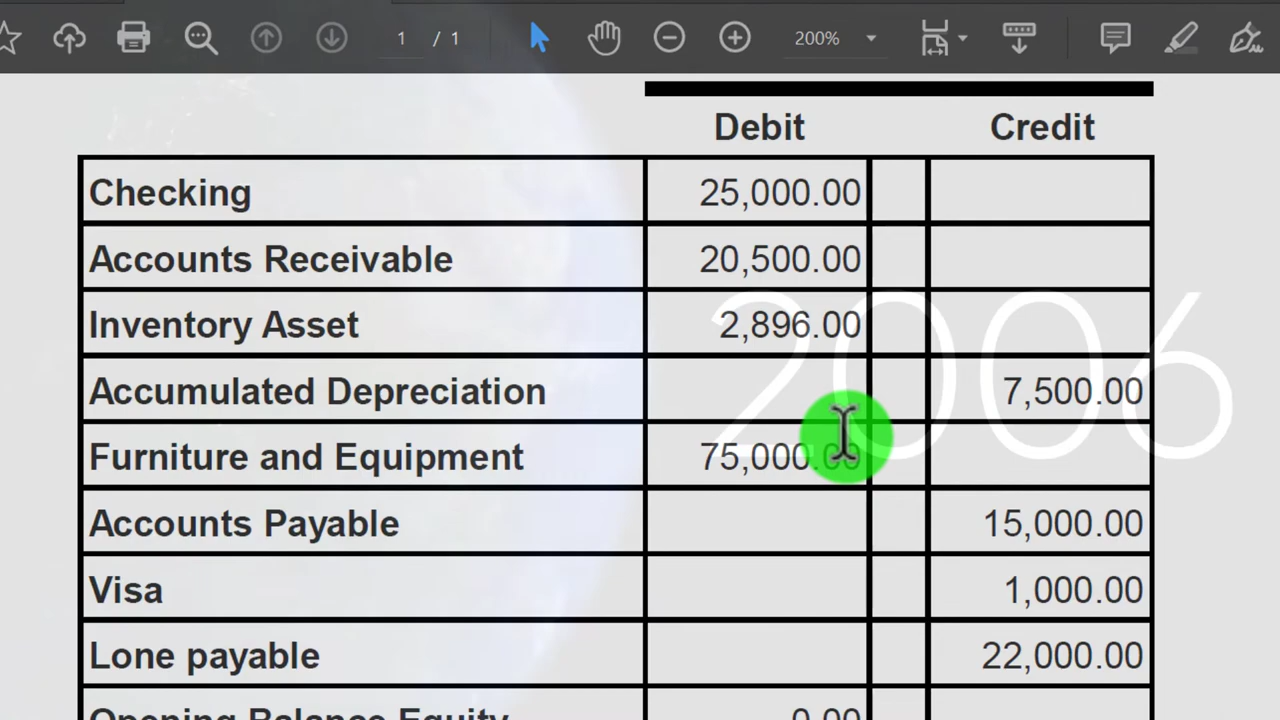 1 / 1 200%
Debit Credit
Checking 25,000.00
Accounts Receivable 20,500.00
Inventory Asset 2,896.00
2006
Accumulated Depreciation 7,500.00
Furniture and Equipment 75,000.00
Accounts Payable 15,000.00
Visa 1,000.00
Lone payable 22,000.00
Opening Balance Equity 0.00